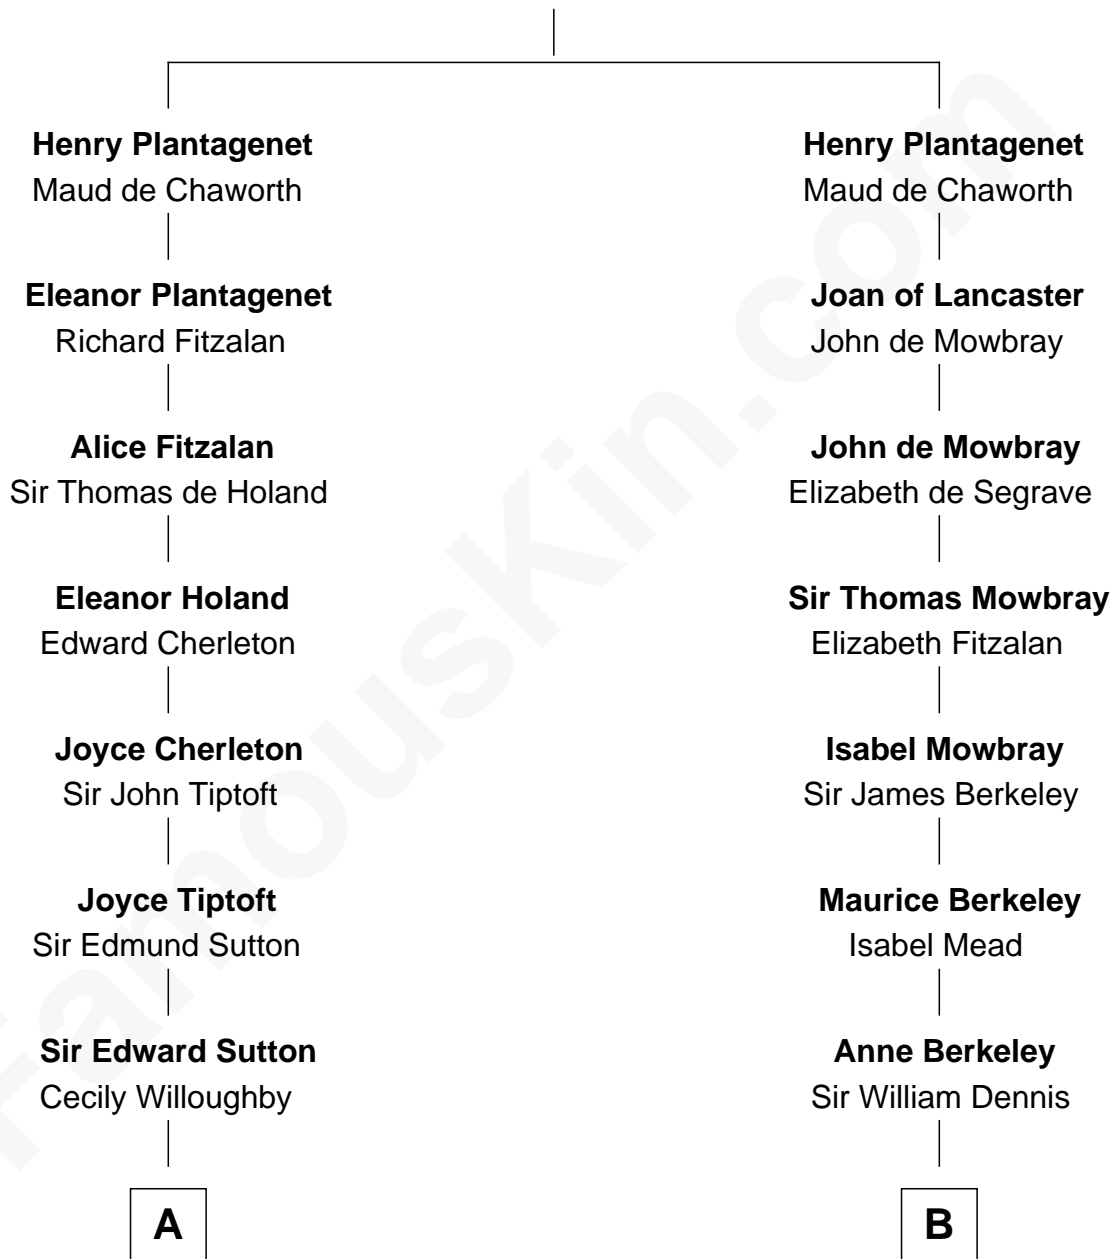 Henry Plantagenet
Maud de Chaworth
Eleanor Plantagenet
Richard Fitzalan
Alice Fitzalan
Sir Thomas de Holand
Eleanor Holand
Edward Cherleton
Joyce Cherleton
Sir John Tiptoft
Joyce Tiptoft
Sir Edmund Sutton
Sir Edward Sutton
Cecily Willoughby
A
Henry Plantagenet
Maud de Chaworth
Joan of Lancaster
John de Mowbray
John de Mowbray
Elizabeth de Segrave
Sir Thomas Mowbray
Elizabeth Fitzalan
Isabel Mowbray
Sir James Berkeley
Maurice Berkeley
Isabel Mead
Anne Berkeley
Sir William Dennis
B
FamousKin.com